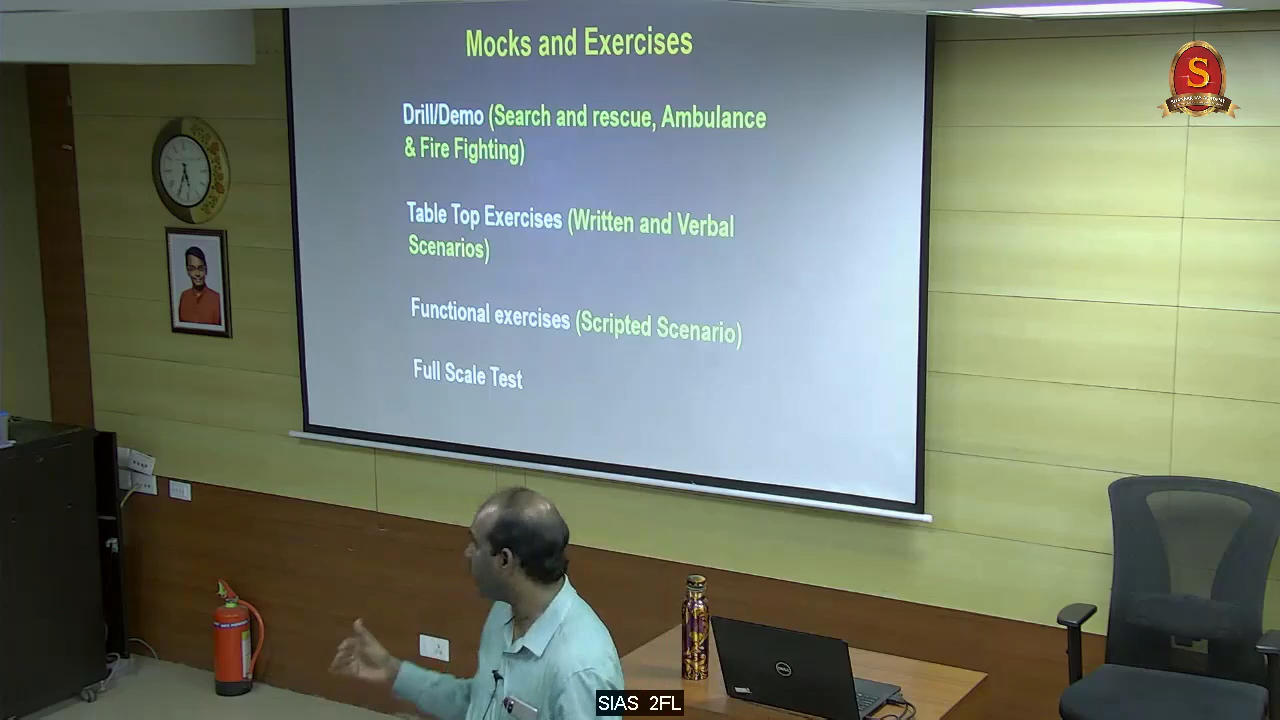 Mocks and Exercises
Drill/Demo (Search and rescue, Ambulance
& Fire Fighting)
Table Top Exercises (Written and Verbal
Scenarios)
Functional exercises (Scripted Scenario)
Full Scale Test
S
DELL
SIAS 2FL